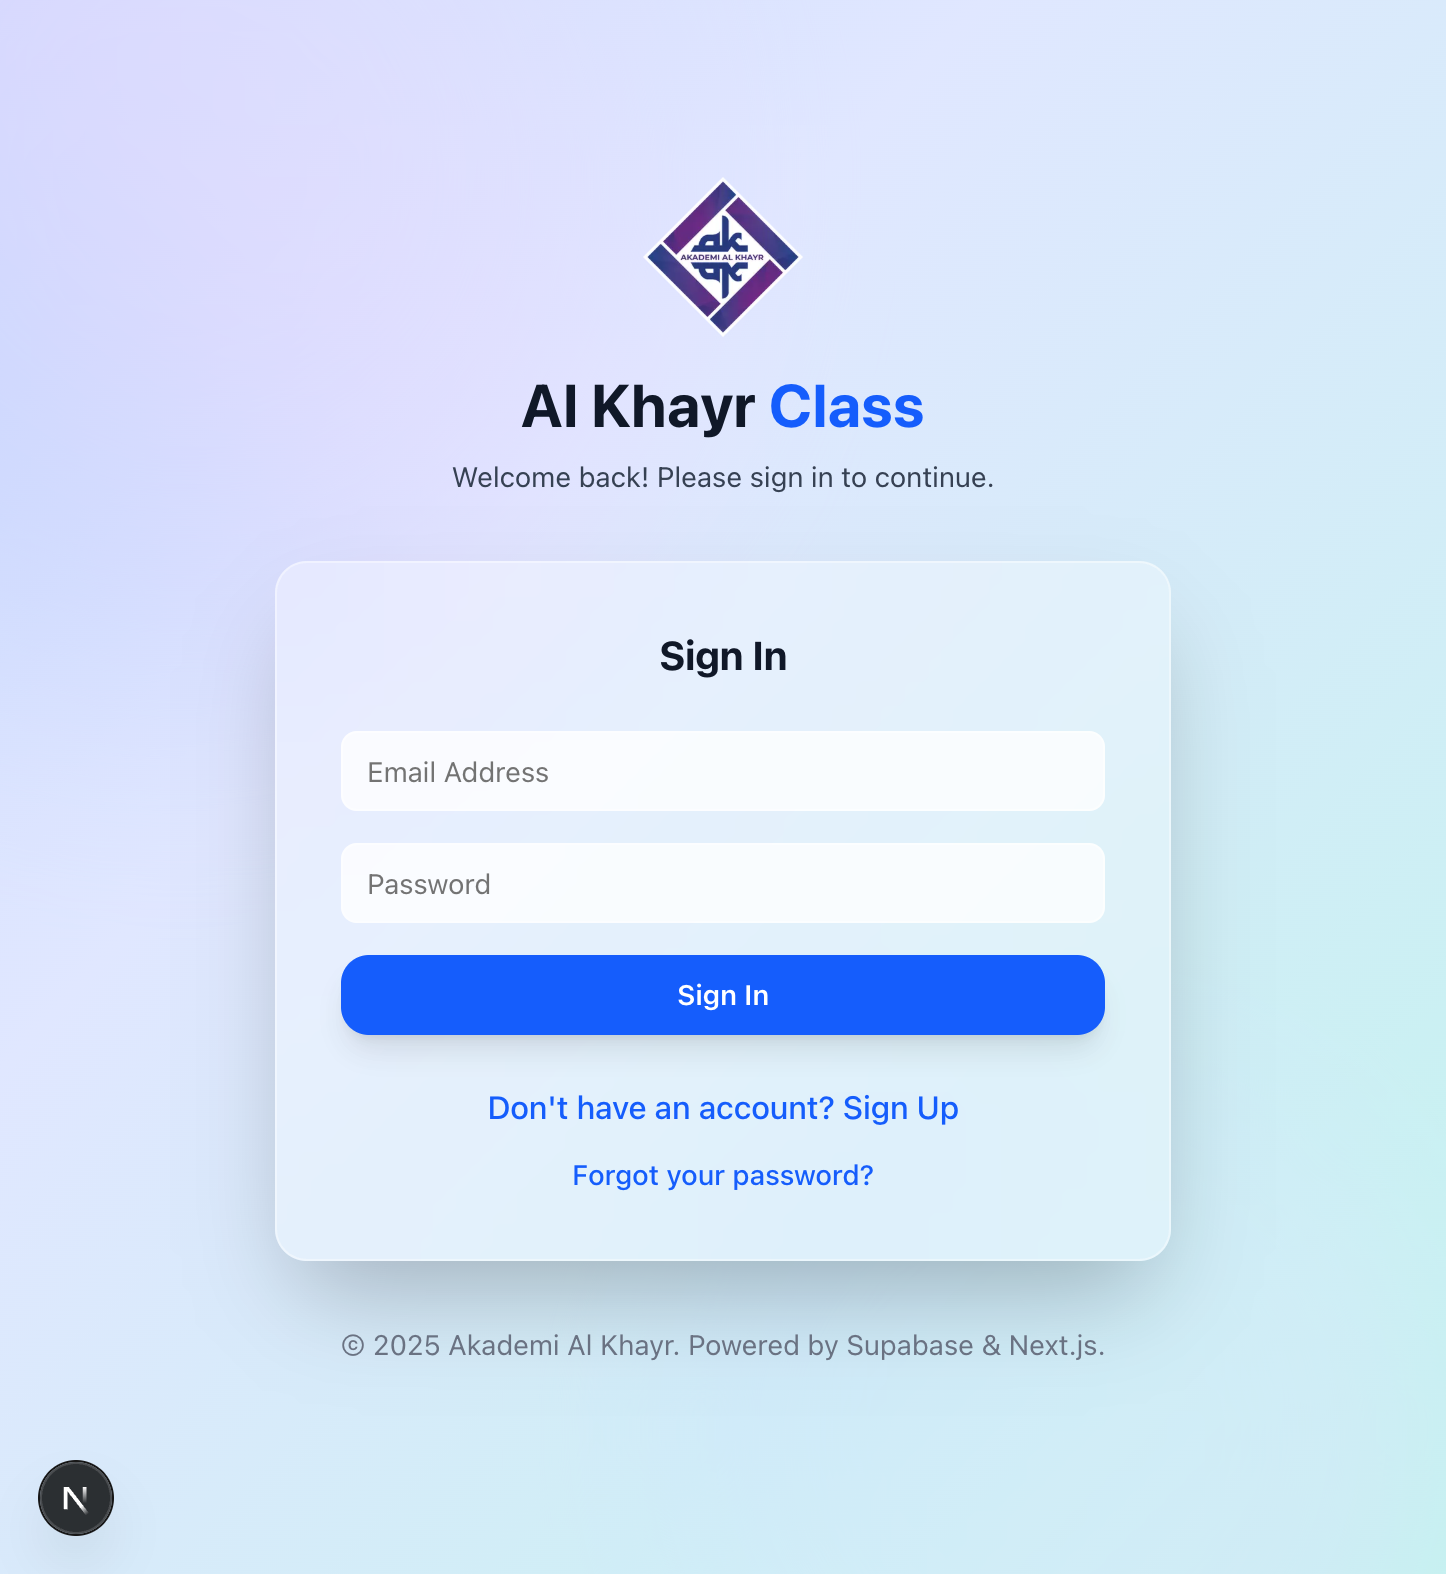 ak
AKADEMI AL KHAYR
Al Khayr Class
Welcome back! Please sign in to continue.
Sign In
Email Address
Password
Sign In
Don't have an account? Sign Up
Forgot your password?
© 2025 Akademi Al Khayr. Powered by Supabase & Next.js.
N